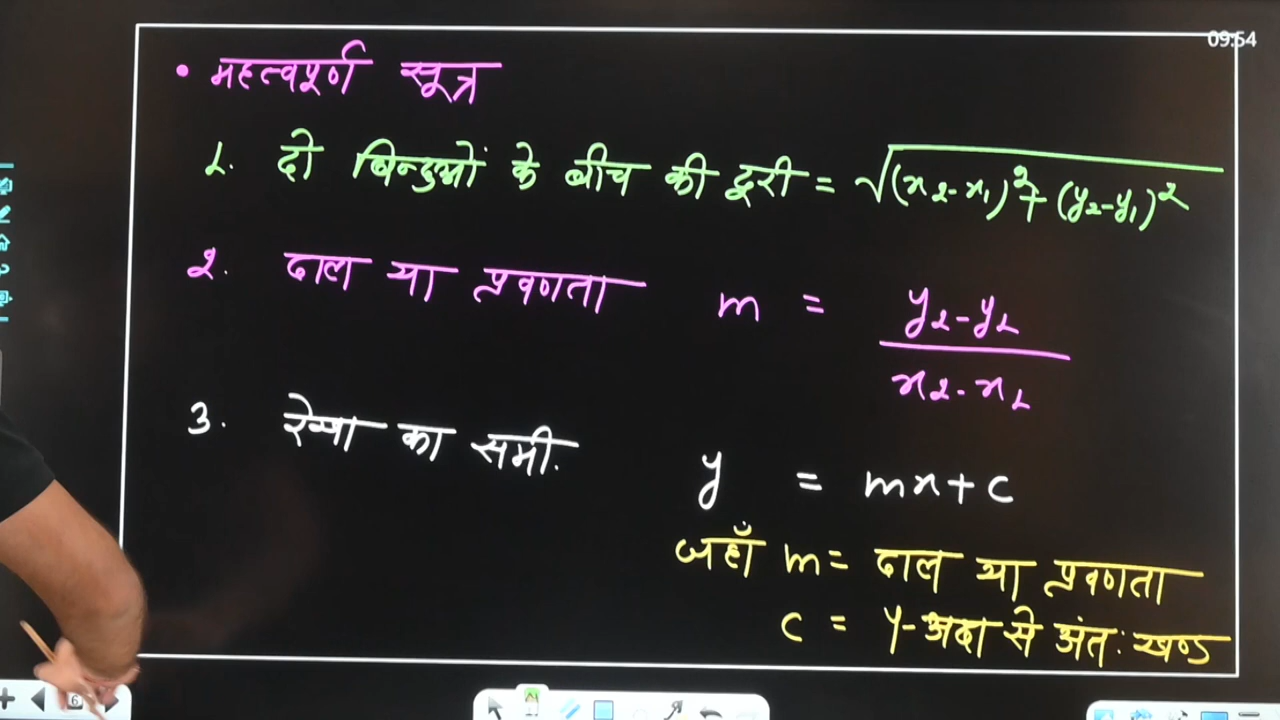 09:54
• महत्वपूर्ण सूत्र
1. दो बिन्दुओं के बीच की दूरी = √(x₂-x₁)²+(y₂-y₁)²
2. ढाल या प्रवणता m = y₂-y₁ / x₂-x₁
3. रेखा का समी. y = mx+c
जहाँ m = ढाल या प्रवणता
c = y-अक्ष से अंत: खण्ड
6